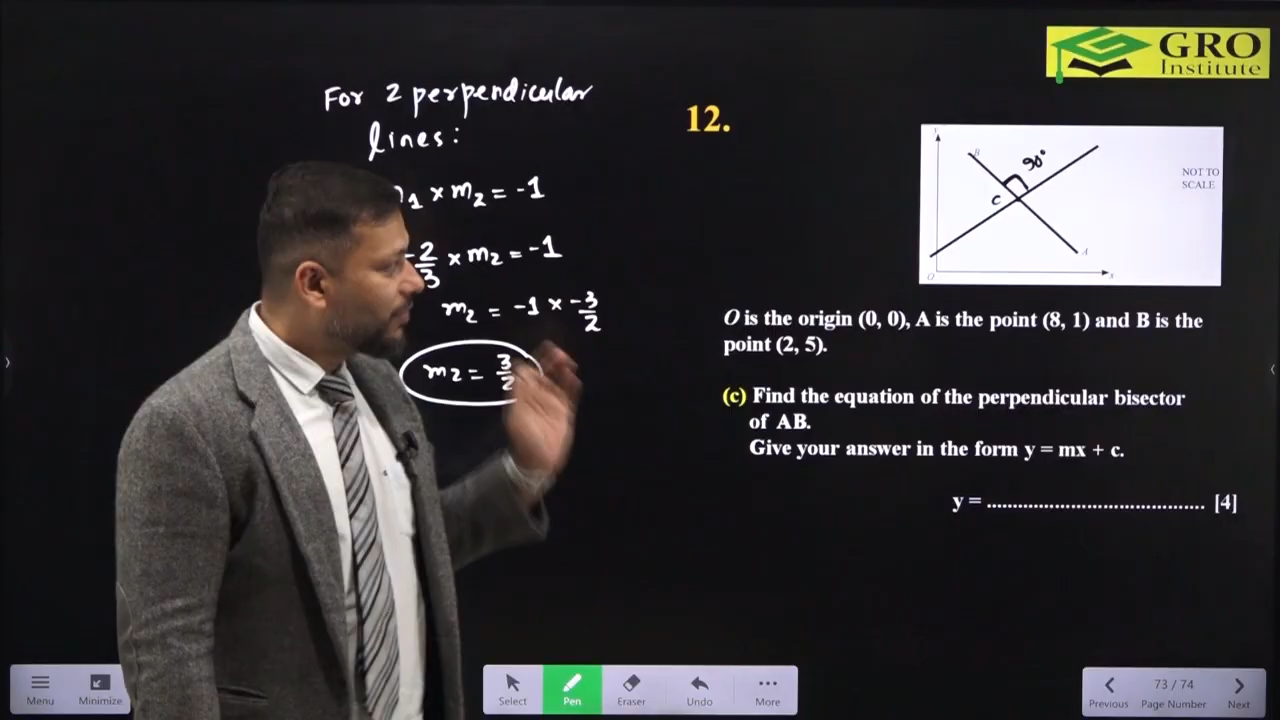 GRO
Institute
For 2 perpendicular
lines:
1 × m2 = -1
-2/3 × m2 = -1
m2 = -1 × -3/2
m2 = 3/2
12.
y
B
90°
C
A
O
x
NOT TO
SCALE
O is the origin (0, 0), A is the point (8, 1) and B is the
point (2, 5).
(c) Find the equation of the perpendicular bisector
of AB.
Give your answer in the form y = mx + c.
y = ........................................ [4]
Menu
Minimize
Select
Pen
Eraser
Undo
More
Previous
73 / 74
Page Number
Next